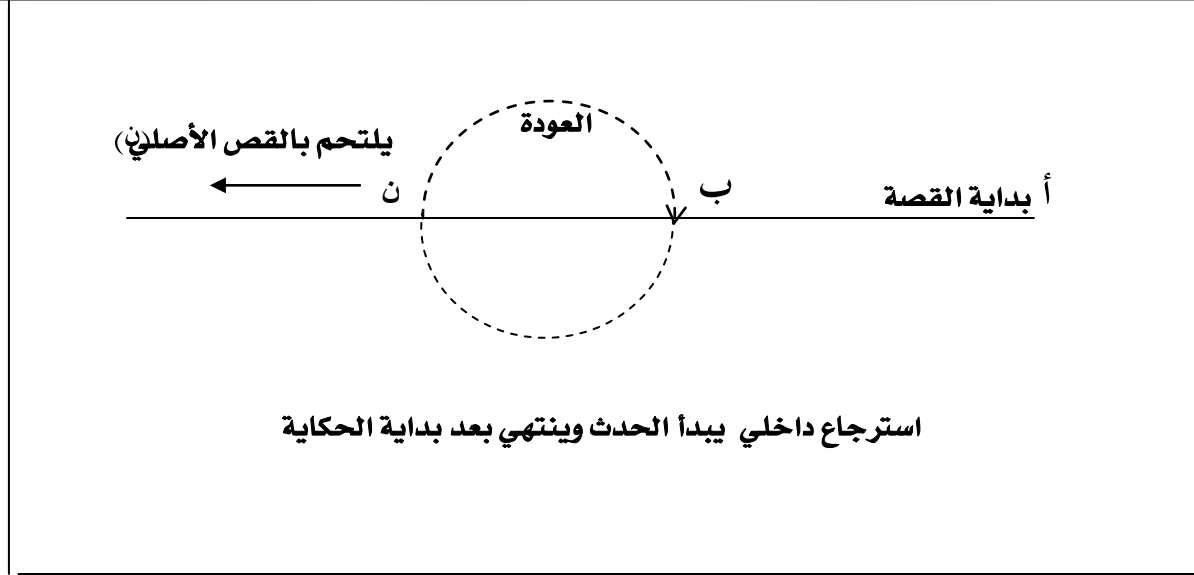 العودة
يلتحم بالقص الأصلي(ن)
ن
ب
أ بداية القصة
استرجاع داخلي يبدأ الحدث وينتهي بعد بداية الحكاية